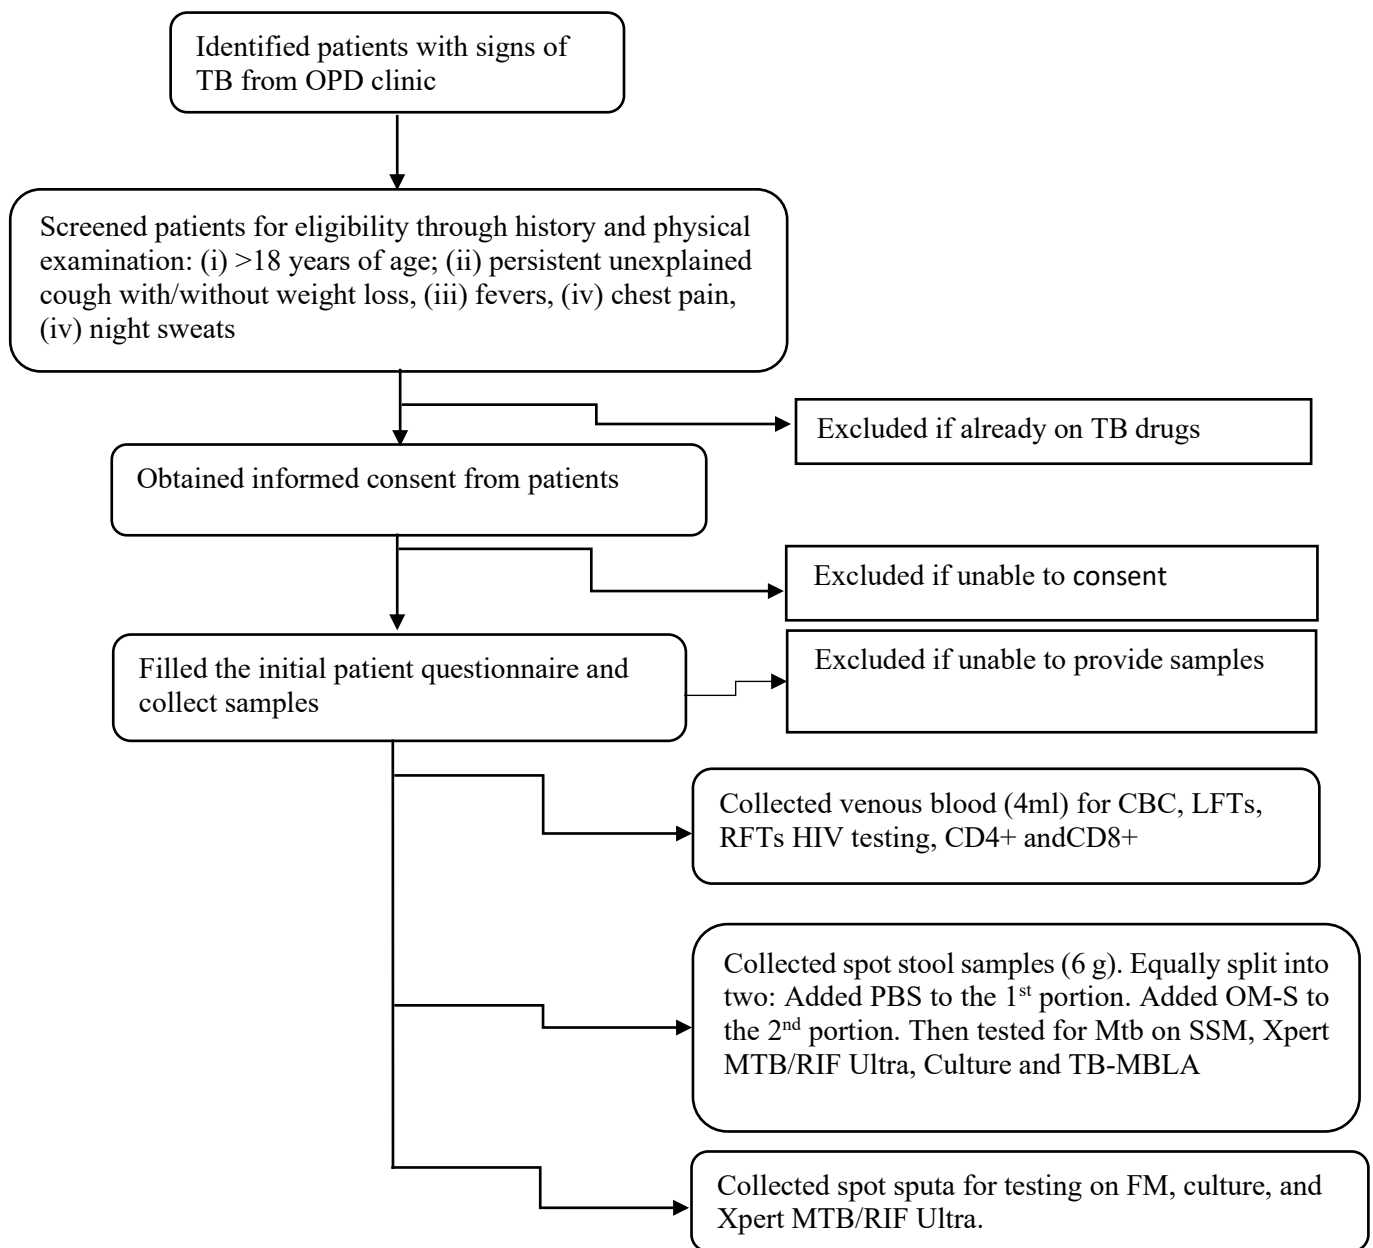 Identified patients with signs of
TB from OPD clinic
Screened patients for eligibility through history and physical
examination: (i) >18 years of age; (ii) persistent unexplained
cough with/without weight loss, (iii) fevers, (iv) chest pain,
(iv) night sweats
Excluded if already on TB drugs
Obtained informed consent from patients
Excluded if unable to consent
Filled the initial patient questionnaire and
collect samples
Excluded if unable to provide samples
Collected venous blood (4ml) for CBC, LFTs,
RFTs HIV testing, CD4+ andCD8+
Collected spot stool samples (6 g). Equally split into
two: Added PBS to the 1st portion. Added OM-S to
the 2nd portion. Then tested for Mtb on SSM, Xpert
MTB/RIF Ultra, Culture and TB-MBLA
Collected spot sputa for testing on FM, culture, and
Xpert MTB/RIF Ultra.